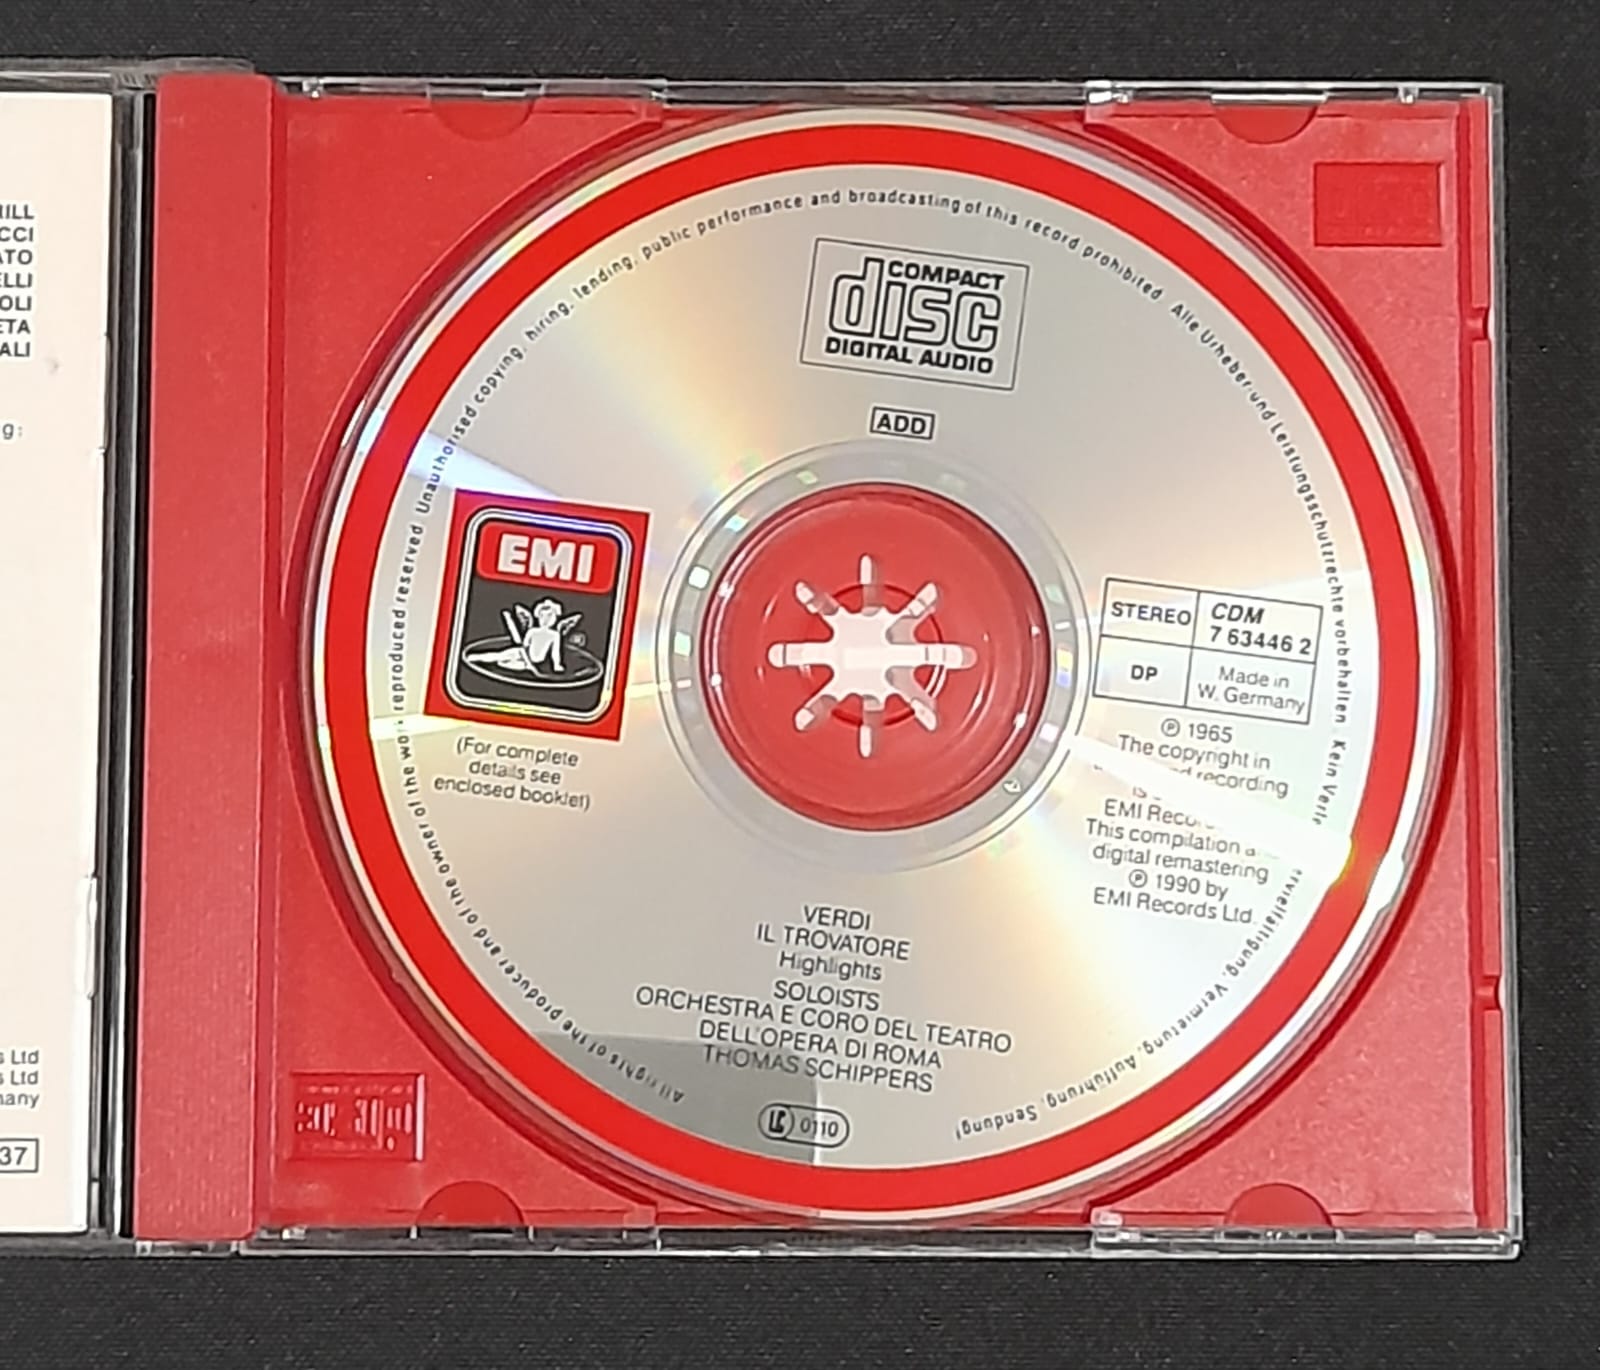 RILL
CCI
ATO
ELLI
OLI
ETA
ALI
g:
s Ltd
s Ltd
many
37
COMPACT
disc
DIGITAL AUDIO
ADD
EMI
(For complete
details see
enclosed booklet)
STEREO
CDM
7 63446 2
DP
Made in
W. Germany
℗ 1965
The copyright in
recording
is
EMI
This compilation
digital remastering
℗ 1990 by
EMI Records Ltd.
VERDI
IL TROVATORE
Highlights
SOLOISTS
ORCHESTRA E CORO DEL TEATRO
DELL'OPERA DI ROMA
THOMAS SCHIPPERS
LC 0110
All rights of the producer and of the owner of the work reproduced reserved Unauthorised copying, hiring, lending, public performance and broadcasting of this record prohibited. Alle Urheber und Leistungsschutzrechte vorbehalten. Kein Vermietung, Aufführung, Sendung!